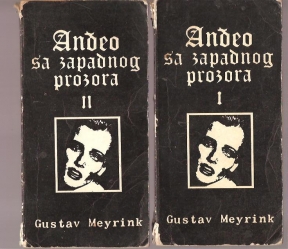 Anđeo
sa zapadnog
prozora
II
Gustav Meyrink
Anđeo
sa zapadnog
prozora
I
Gustav Meyrink